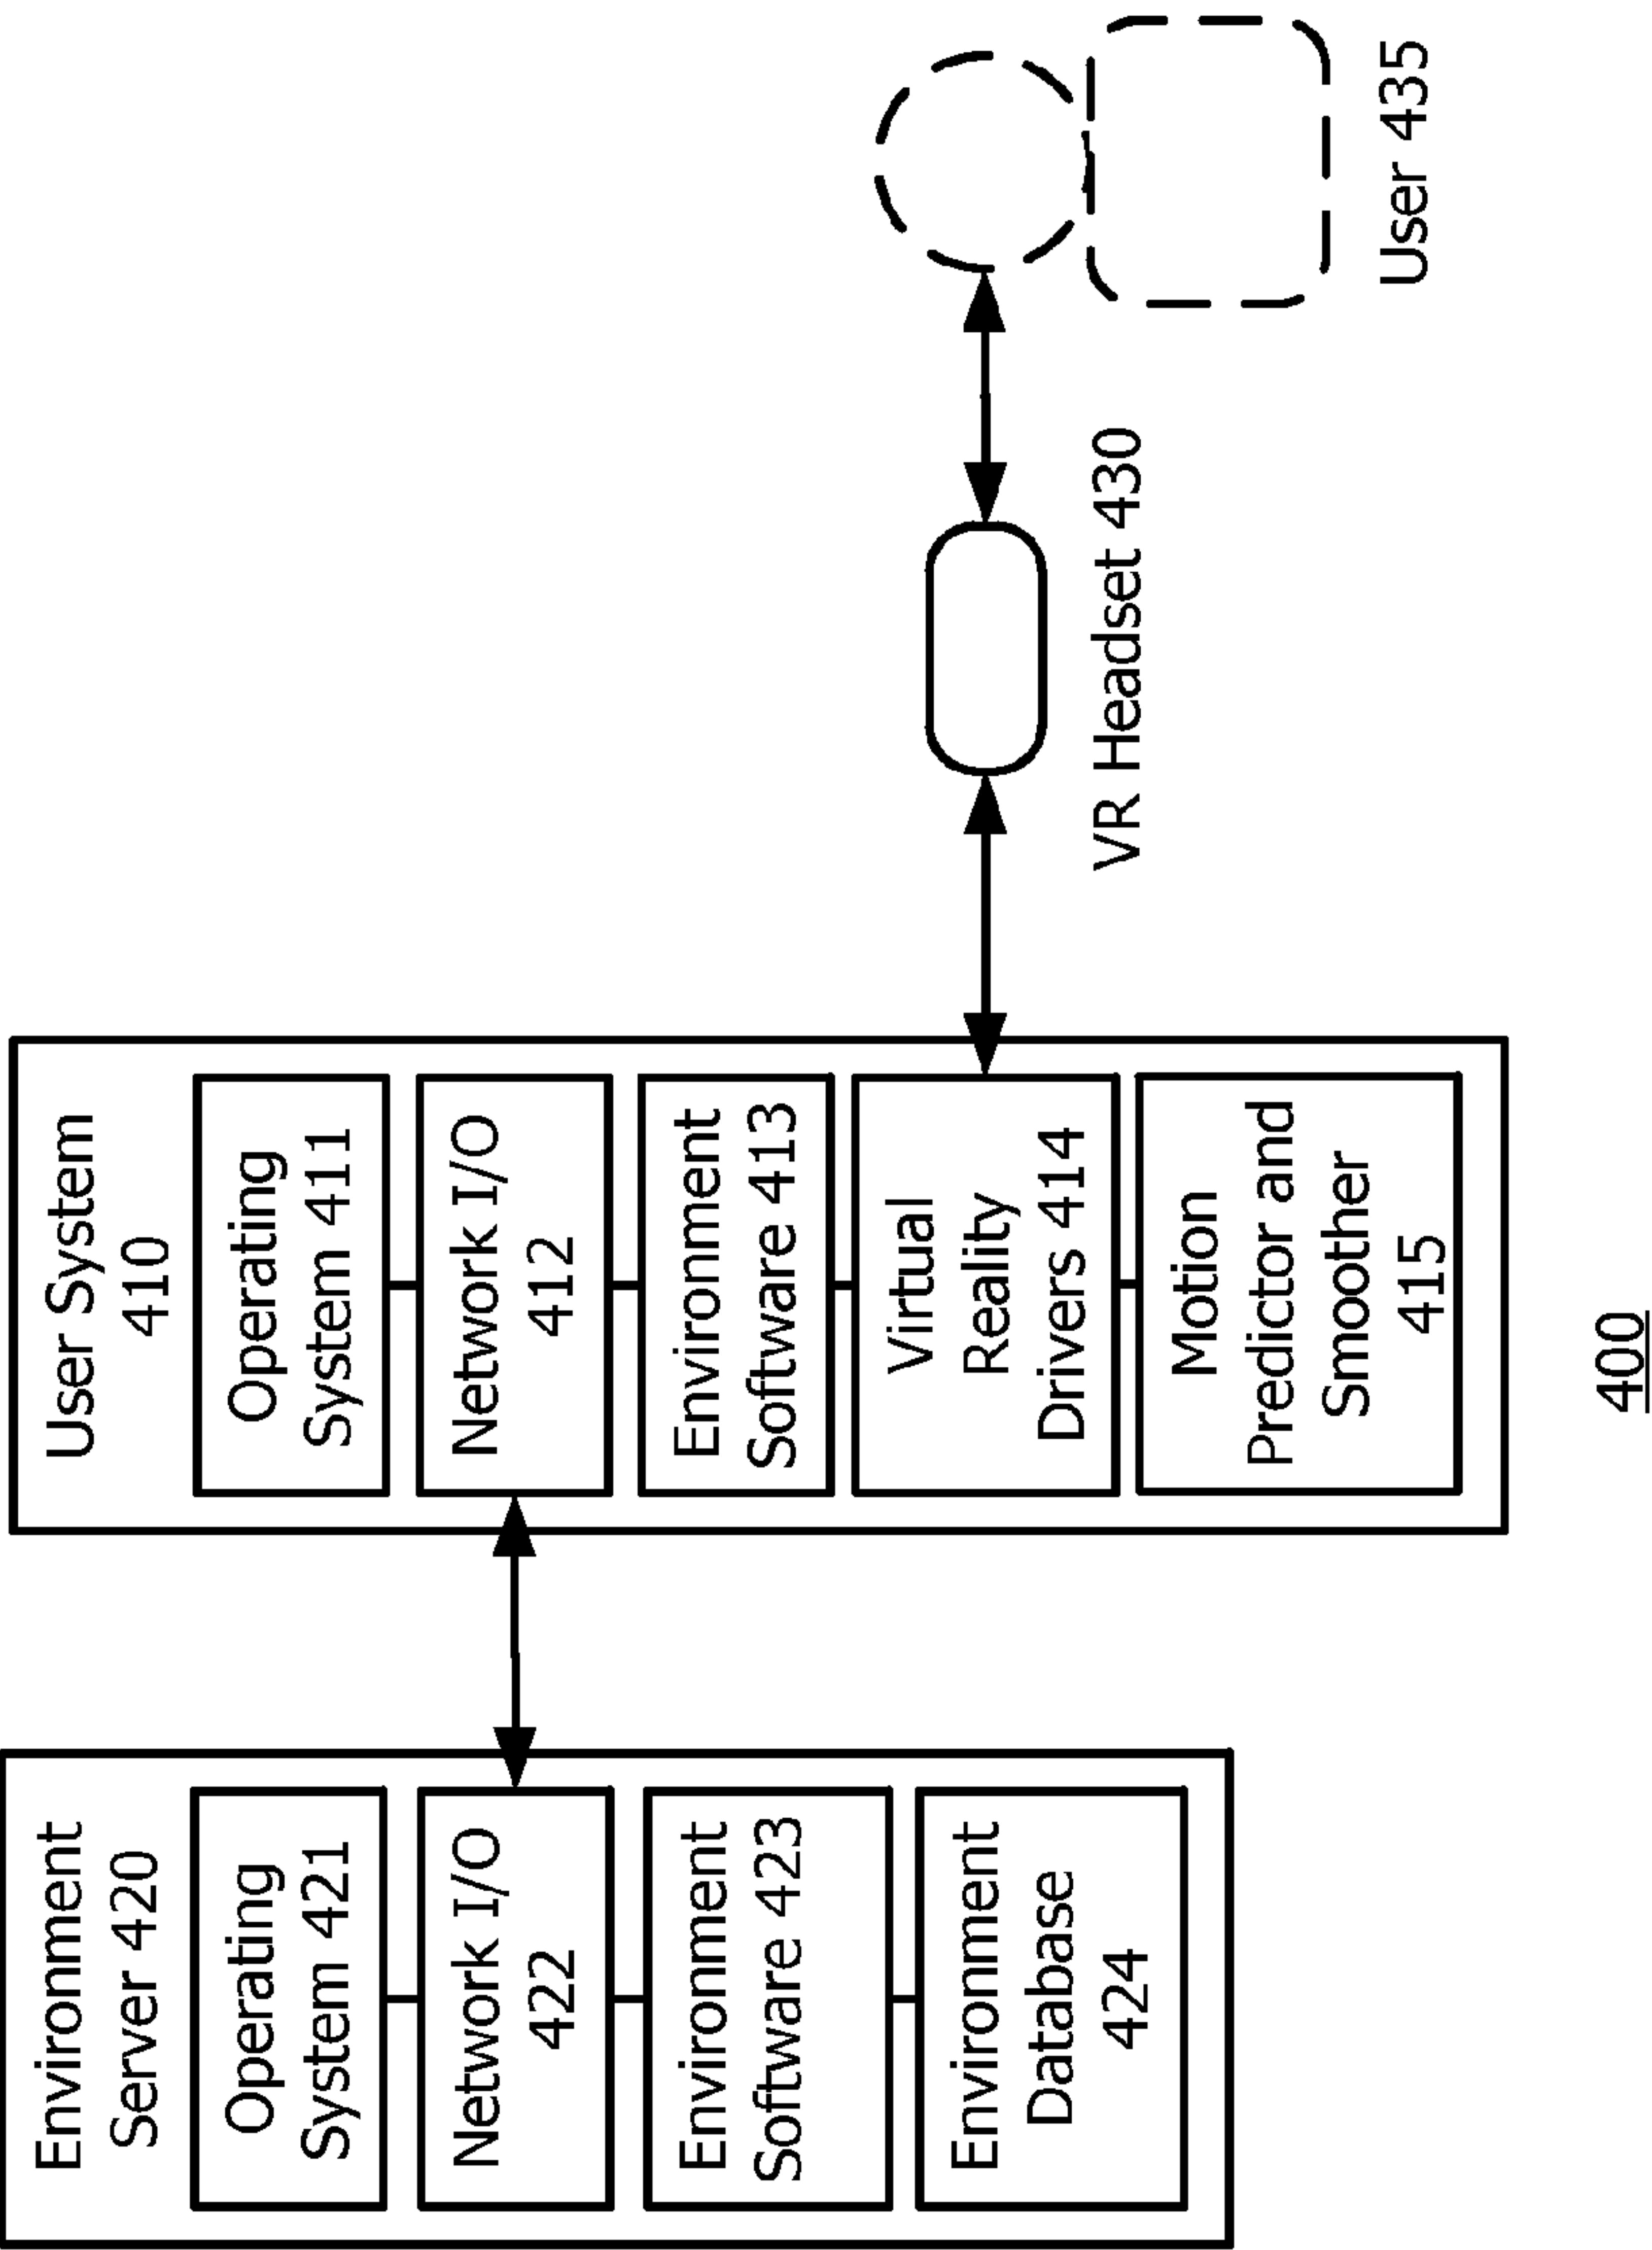 Environment
Server 420
Operating
System 421
Network I/O
422
Environment
Software 423
Environment
Database
424
User System
410
Operating
System 411
Network I/O
412
Environment
Software 413
Virtual
Reality
Drivers 414
Motion
Predictor and
Smoother
415
VR Headset 430
User 435
400